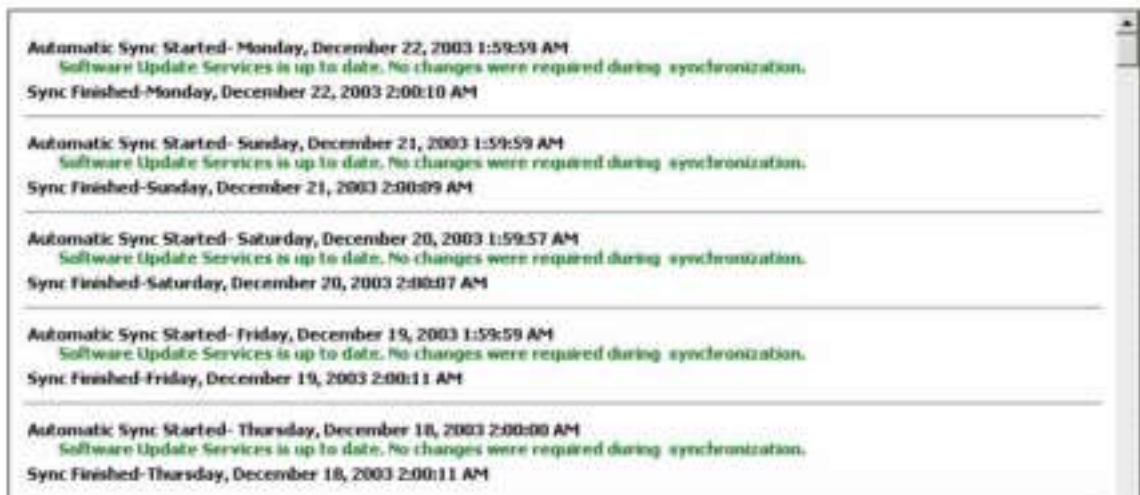 Automatic Sync Started- Monday, December 22, 2003 1:59:59 AM
Software Update Services is up to date. No changes were required during synchronization.
Sync Finished-Monday, December 22, 2003 2:00:10 AM
Automatic Sync Started- Sunday, December 21, 2003 1:59:59 AM
Software Update Services is up to date. No changes were required during synchronization.
Sync Finished-Sunday, December 21, 2003 2:00:09 AM
Automatic Sync Started- Saturday, December 20, 2003 1:59:57 AM
Software Update Services is up to date. No changes were required during synchronization.
Sync Finished-Saturday, December 20, 2003 2:00:07 AM
Automatic Sync Started- Friday, December 19, 2003 1:59:59 AM
Software Update Services is up to date. No changes were required during synchronization.
Sync Finished-Friday, December 19, 2003 2:00:11 AM
Automatic Sync Started- Thursday, December 18, 2003 2:00:00 AM
Software Update Services is up to date. No changes were required during synchronization.
Sync Finished-Thursday, December 18, 2003 2:00:11 AM